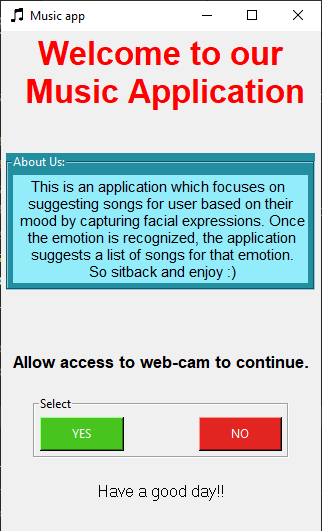 Music app
Welcome to our
Music Application
About Us:
This is an application which focuses on
suggesting songs for user based on their
mood by capturing facial expressions. Once
the emotion is recognized, the application
suggests a list of songs for that emotion.
So sitback and enjoy :)
Allow access to web-cam to continue.
Select
YES NO
Have a good day!!